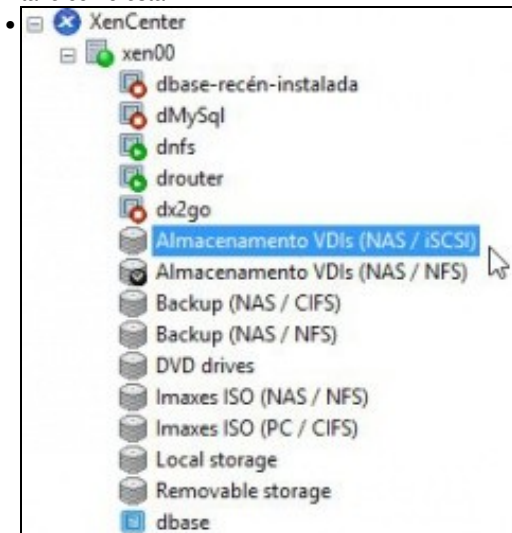 XenCenter
xen00
dbase-recén-instalada
dMySql
dnfs
drouter
dx2go
Almacenamento VDIs (NAS / iSCSI)
Almacenamento VDIs (NAS / NFS)
Backup (NAS / CIFS)
Backup (NAS / NFS)
DVD drives
Imaxes ISO (NAS / NFS)
Imaxes ISO (PC / CIFS)
Local storage
Removable storage
dbase